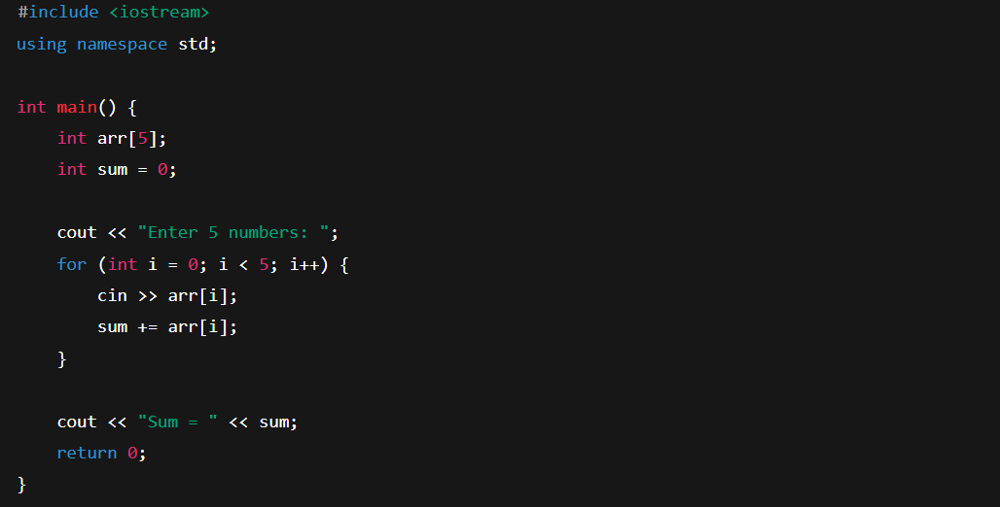 #include <iostream>
using namespace std;
int main() {
    int arr[5];
    int sum = 0;
    cout << "Enter 5 numbers: ";
    for (int i = 0; i < 5; i++) {
        cin >> arr[i];
        sum += arr[i];
    }
    cout << "Sum = " << sum;
    return 0;
}